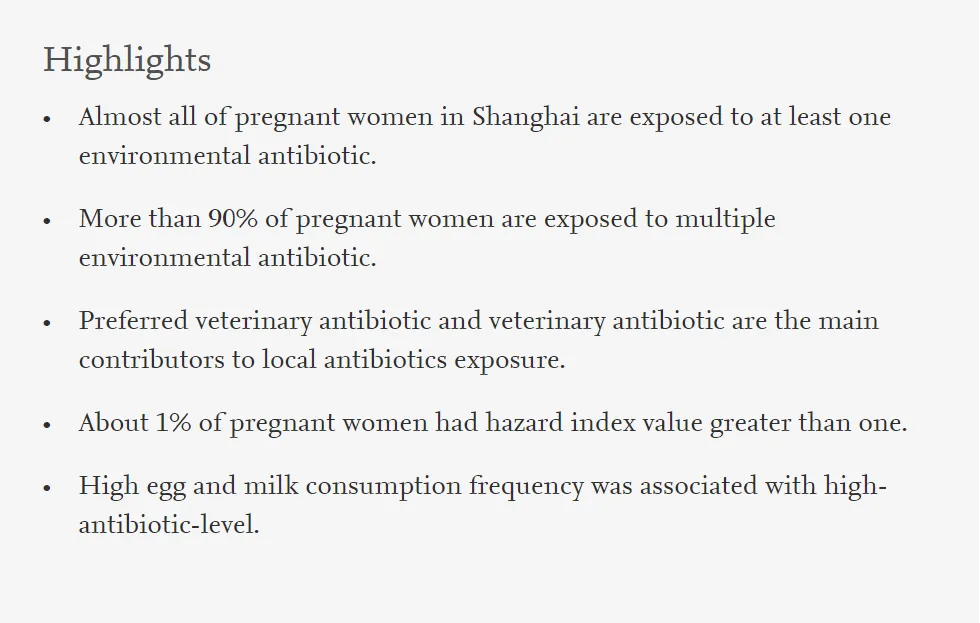 Highlights
• Almost all of pregnant women in Shanghai are exposed to at least one
environmental antibiotic.
• More than 90% of pregnant women are exposed to multiple
environmental antibiotic.
• Preferred veterinary antibiotic and veterinary antibiotic are the main
contributors to local antibiotics exposure.
• About 1% of pregnant women had hazard index value greater than one.
• High egg and milk consumption frequency was associated with high-
antibiotic-level.